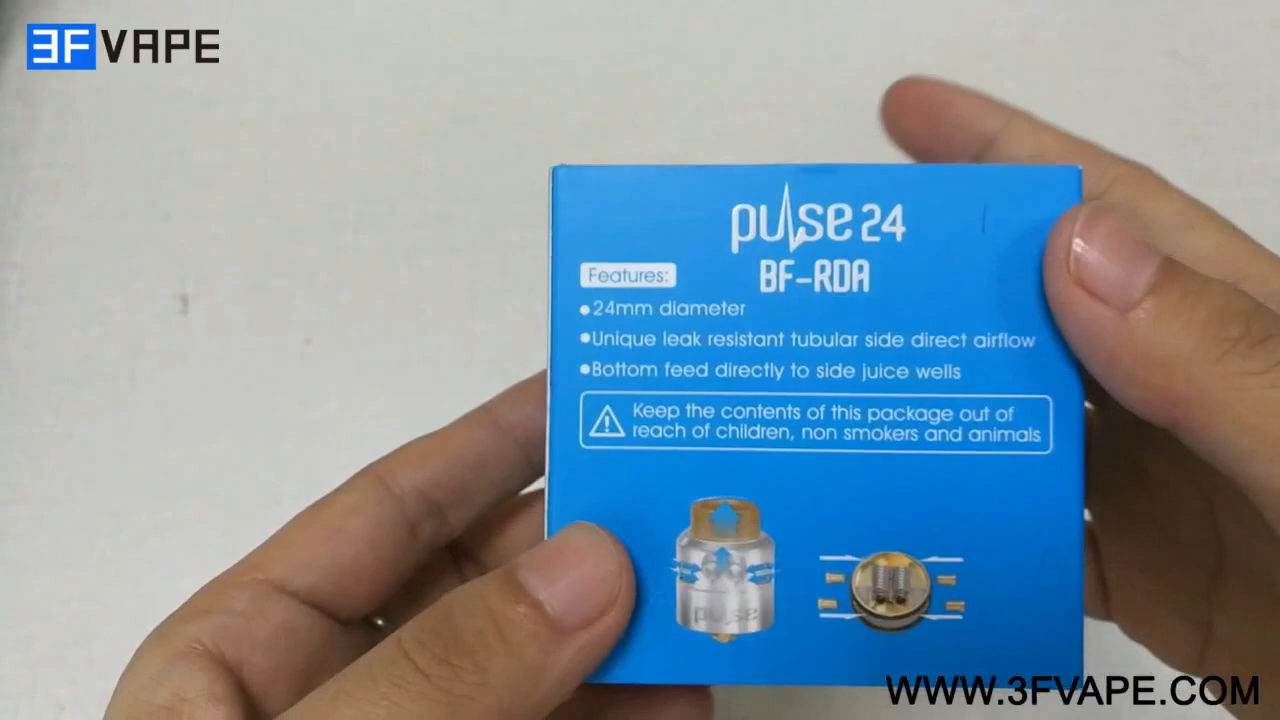 3FVAPE
pulse 24
BF-RDA
Features:
●24mm diameter
●Unique leak resistant tubular side direct airflow
●Bottom feed directly to side juice wells
Keep the contents of this package out of
reach of children, non smokers and animals
pulse
WWW.3FVAPE.COM